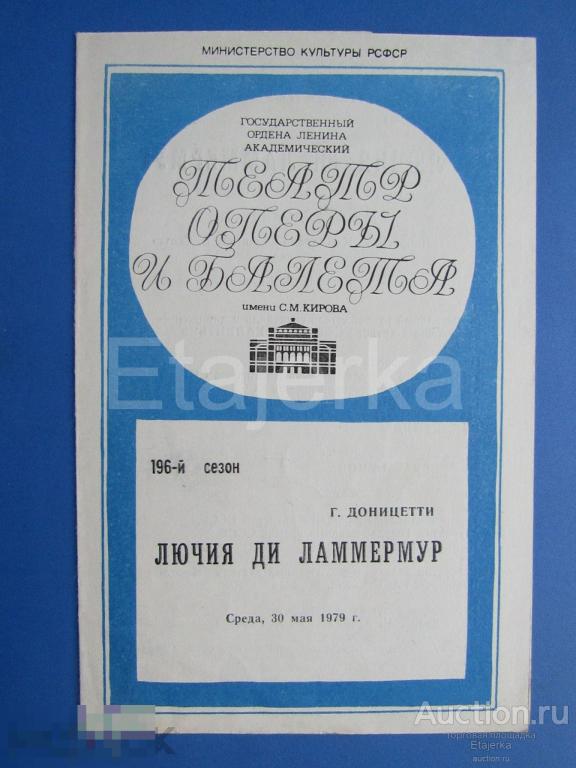 МИНИСТЕРСТВО КУЛЬТУРЫ РСФСР
ГОСУДАРСТВЕННЫЙ
ОРДЕНА ЛЕНИНА
АКАДЕМИЧЕСКИЙ
ТЕАТР
ОПЕРЫ
И БАЛЕТА
имени С.М.КИРОВА
Etajerka
196-й сезон
Г. ДОНИЦЕТТИ
ЛЮЧИЯ ДИ ЛАММЕРМУР
Среда, 30 мая 1979 г.
Auction.ru
торговая площадка
Etajerka
auction.ru